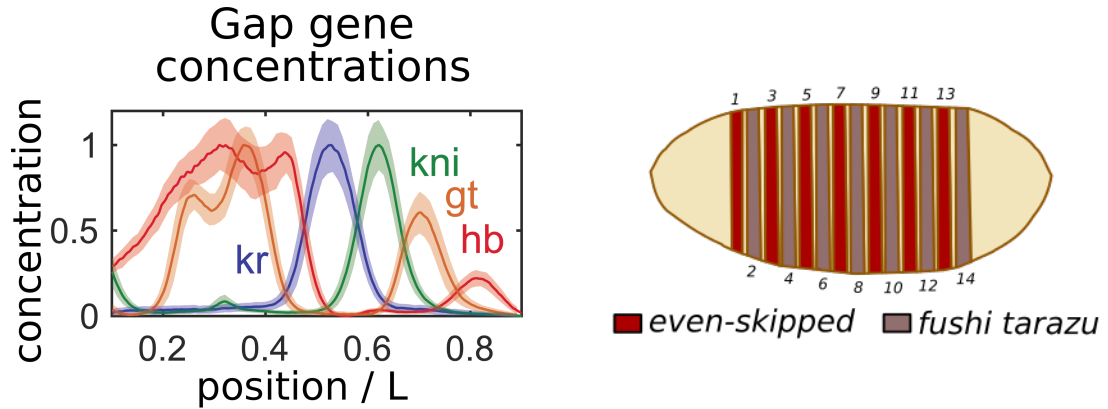 Gap gene
concentrations
concentration
1
0.5
0
kr
kni
gt
hb
0.2 0.4 0.6 0.8
position / L
1 3 5 7 9 11 13
2 4 6 8 10 12 14
even-skipped fushi tarazu